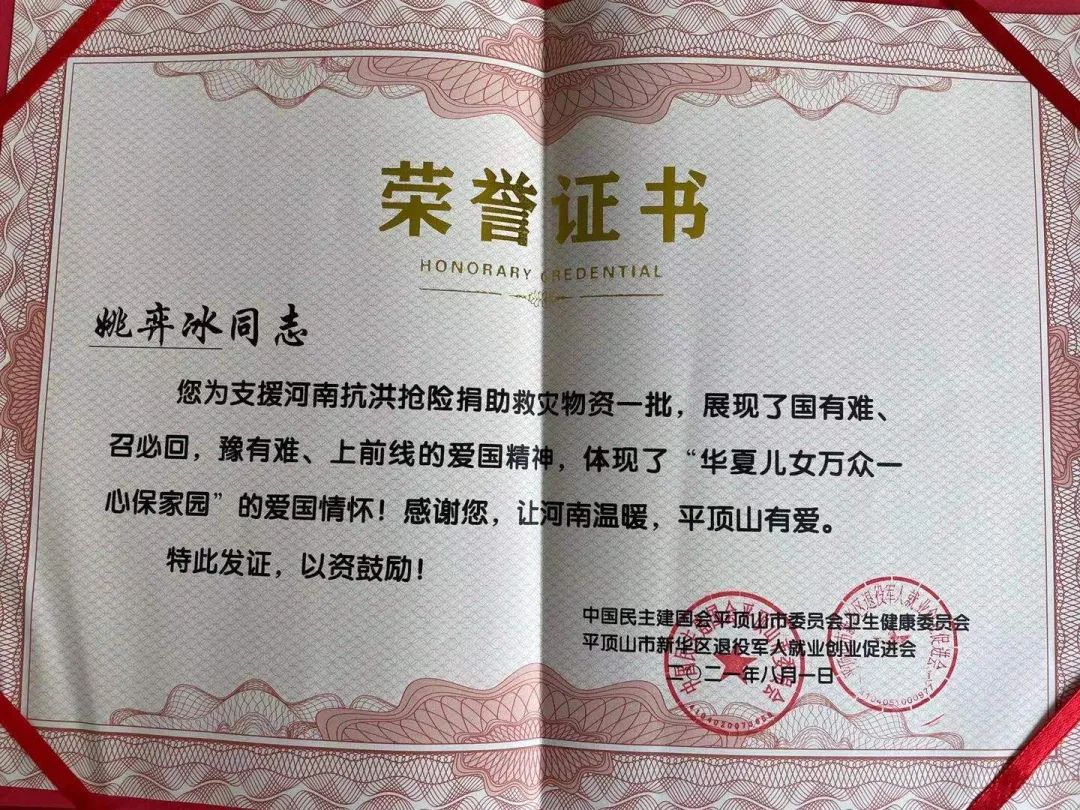 荣誉证书
HONORARY CREDENTIAL
姚弈冰同志
您为支援河南抗洪抢险捐助救灾物资一批，展现了国有难、
召必回，豫有难、上前线的爱国精神，体现了“华夏儿女万众一
心保家园”的爱国情怀！感谢您，让河南温暖，平顶山有爱。
特此发证，以资鼓励！
中国民主建国会平顶山市委员会卫生健康委员会
平顶山市新华区退役军人就业创业促进会
二〇二一年八月一日